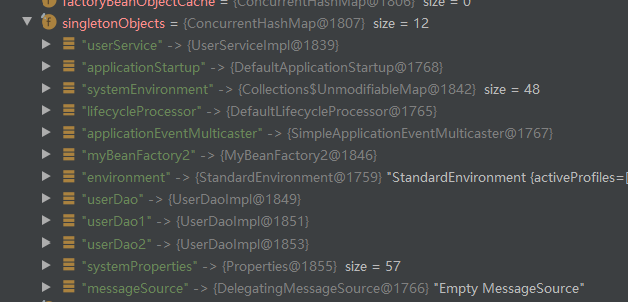 factoryBeanObjectCache = {ConcurrentHashMap@1806} size = 0
f singletonObjects = {ConcurrentHashMap@1807} size = 12
"userService" -> {UserServiceImpl@1839}
"applicationStartup" -> {DefaultApplicationStartup@1768}
"systemEnvironment" -> {Collections$UnmodifiableMap@1842} size = 48
"lifecycleProcessor" -> {DefaultLifecycleProcessor@1765}
"applicationEventMulticaster" -> {SimpleApplicationEventMulticaster@1767}
"myBeanFactory2" -> {MyBeanFactory2@1846}
"environment" -> {StandardEnvironment@1759} "StandardEnvironment {activeProfiles=[
"userDao" -> {UserDaoImpl@1849}
"userDao1" -> {UserDaoImpl@1851}
"userDao2" -> {UserDaoImpl@1853}
"systemProperties" -> {Properties@1855} size = 57
"messageSource" -> {DelegatingMessageSource@1766} "Empty MessageSource"